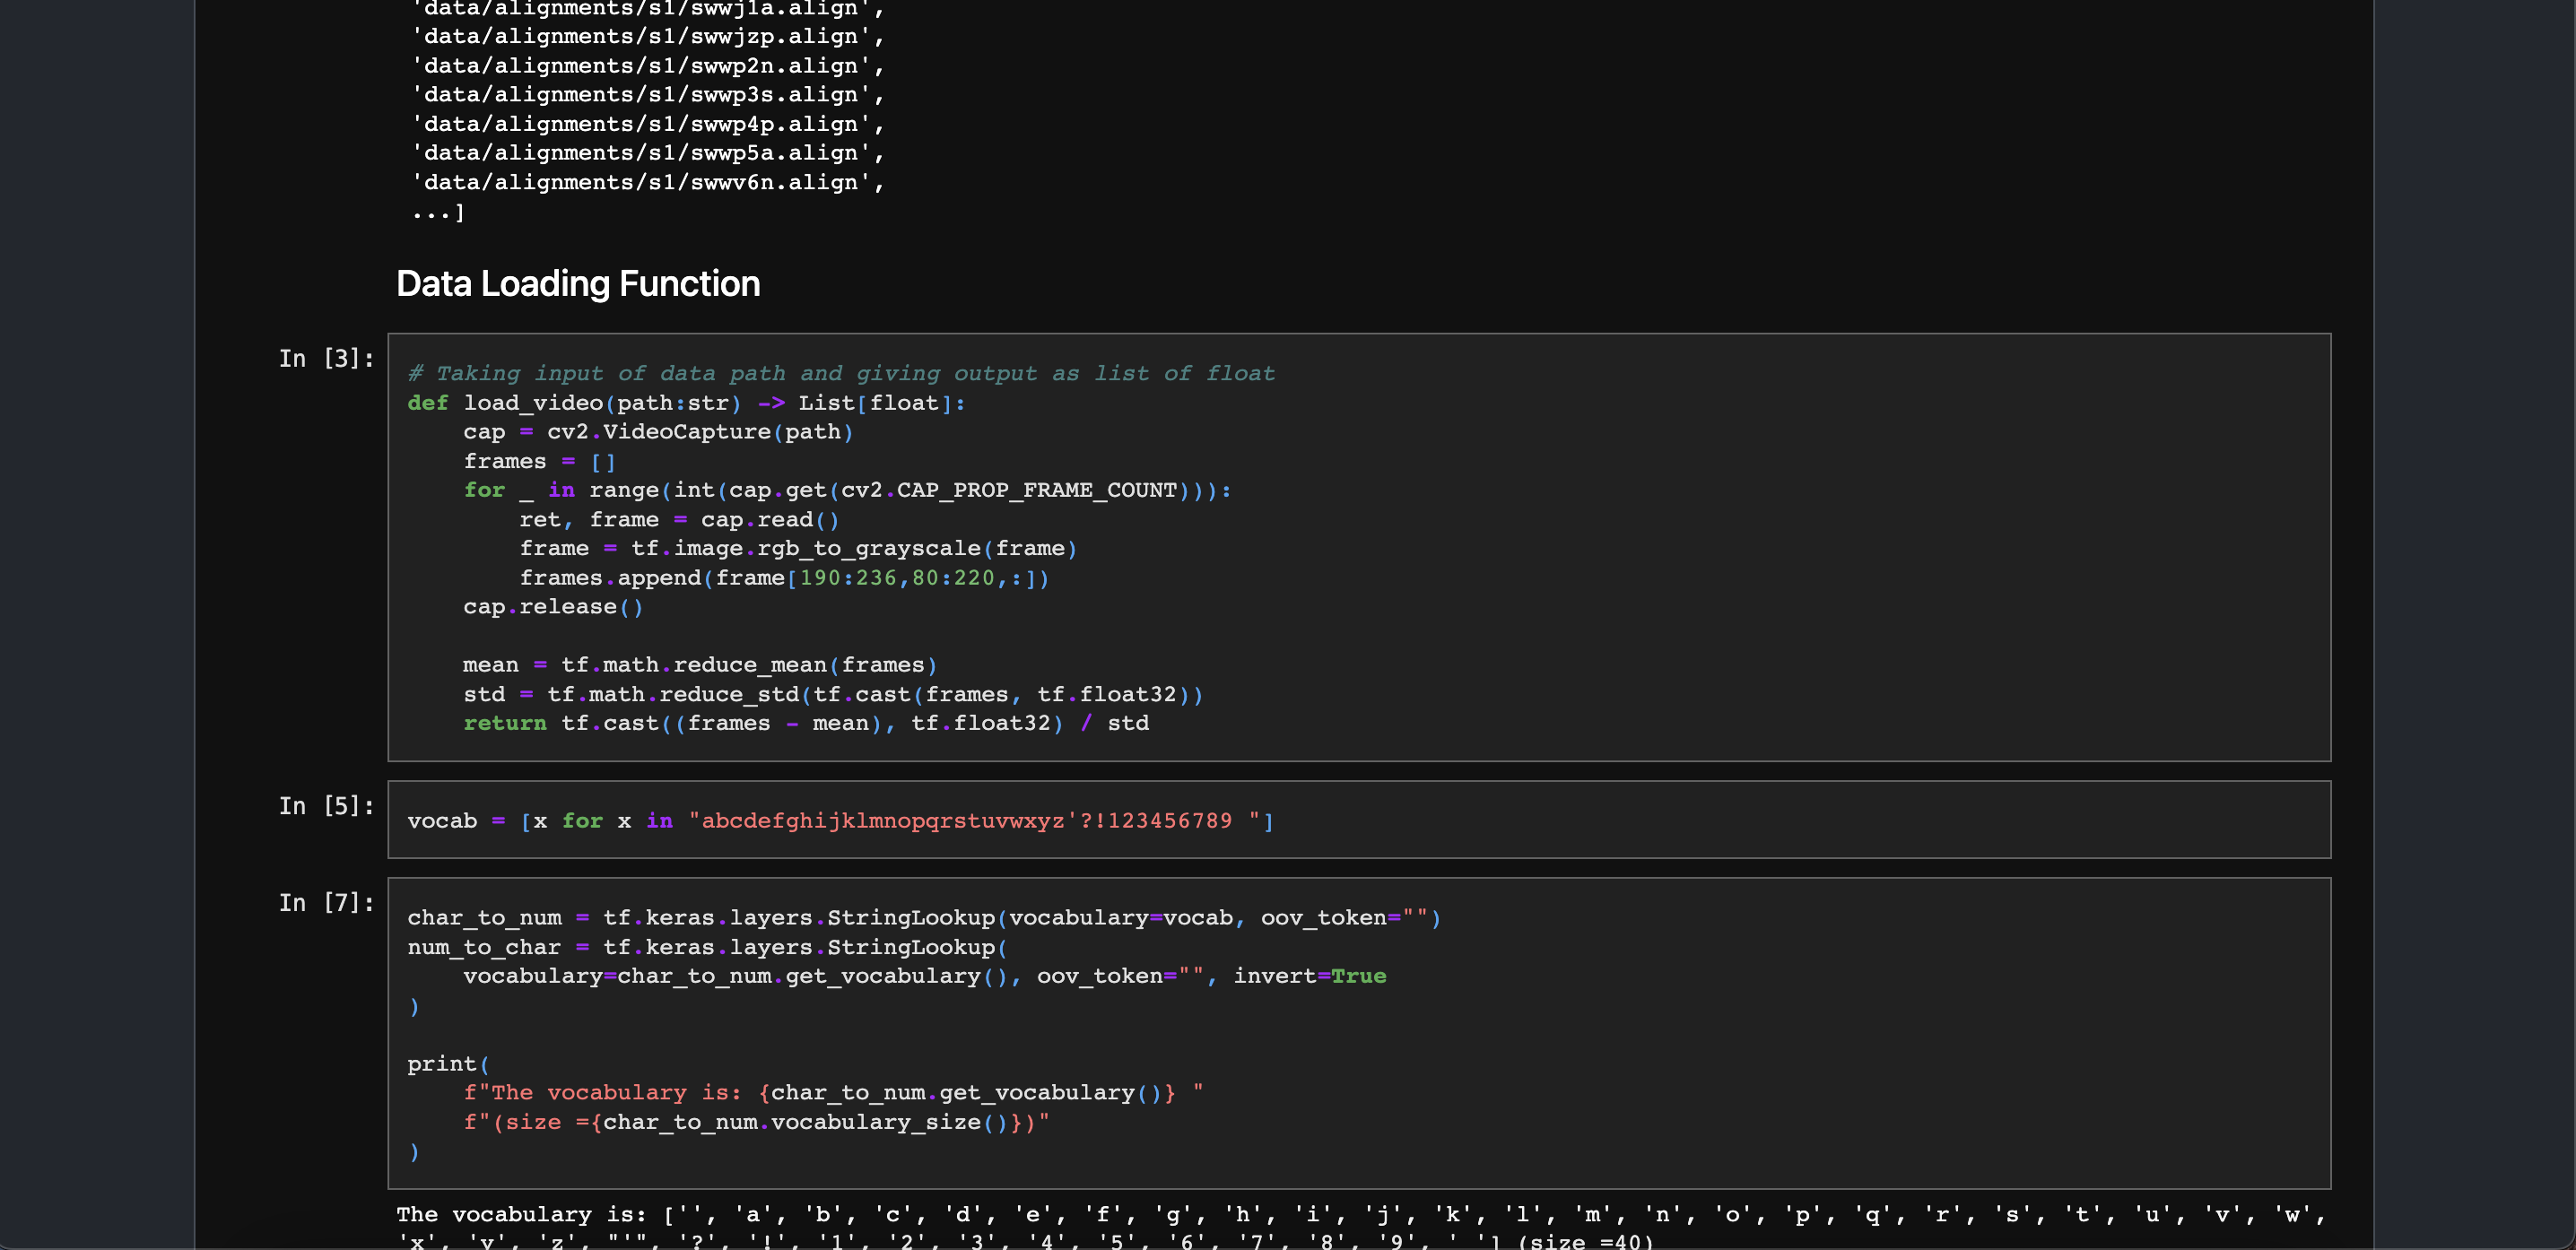 'data/alignments/s1/swwj1a.align',
'data/alignments/s1/swwjzp.align',
'data/alignments/s1/swwp2n.align',
'data/alignments/s1/swwp3s.align',
'data/alignments/s1/swwp4p.align',
'data/alignments/s1/swwp5a.align',
'data/alignments/s1/swwv6n.align',
...]
Data Loading Function
In [3]:
# Taking input of data path and giving output as list of float
def load_video(path:str) -> List[float]:
    cap = cv2.VideoCapture(path)
    frames = []
    for _ in range(int(cap.get(cv2.CAP_PROP_FRAME_COUNT))):
        ret, frame = cap.read()
        frame = tf.image.rgb_to_grayscale(frame)
        frames.append(frame[190:236,80:220,:])
    cap.release()
    mean = tf.math.reduce_mean(frames)
    std = tf.math.reduce_std(tf.cast(frames, tf.float32))
    return tf.cast((frames - mean), tf.float32) / std
In [5]:
vocab = [x for x in "abcdefghijklmnopqrstuvwxyz'?!123456789 "]
In [7]:
char_to_num = tf.keras.layers.StringLookup(vocabulary=vocab, oov_token="")
num_to_char = tf.keras.layers.StringLookup(
    vocabulary=char_to_num.get_vocabulary(), oov_token="", invert=True
)
print(
    f"The vocabulary is: {char_to_num.get_vocabulary()} "
    f"(size ={char_to_num.vocabulary_size()})"
)
The vocabulary is: ['', 'a', 'b', 'c', 'd', 'e', 'f', 'g', 'h', 'i', 'j', 'k', 'l', 'm', 'n', 'o', 'p', 'q', 'r', 's', 't', 'u', 'v', 'w',
'x', 'y', 'z', "'", '?', '!', '1', '2', '3', '4', '5', '6', '7', '8', '9', ' '] (size =40)